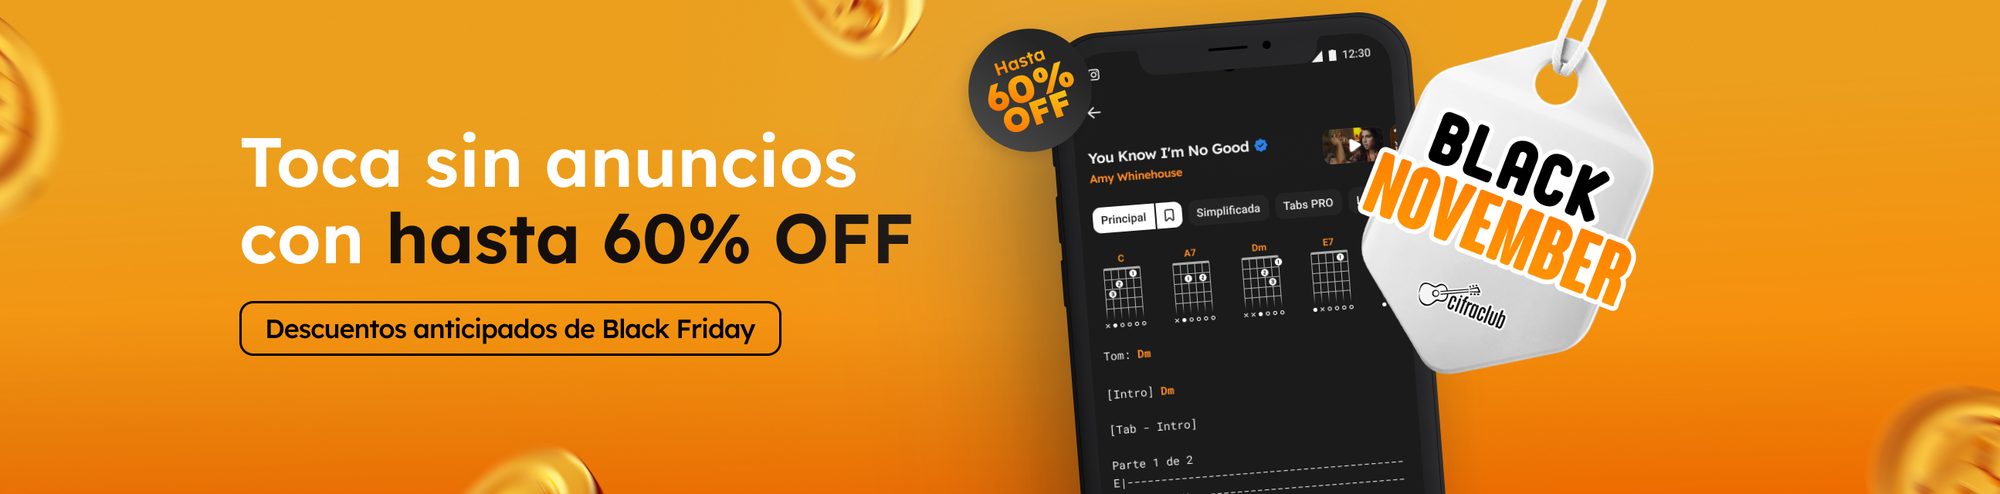 Toca sin anuncios
con hasta 60% OFF
Descuentos anticipados de Black Friday
Hasta
60%
OFF
12:30
You Know I'm No Good
Amy Whinehouse
Principal
Simplificada
Tabs PRO
C
A7
Dm
E7
Tom: Dm
[Intro] Dm
[Tab - Intro]
Parte 1 de 2
E|----------------------------------------
BLACK
NOVEMBER
cifraclub